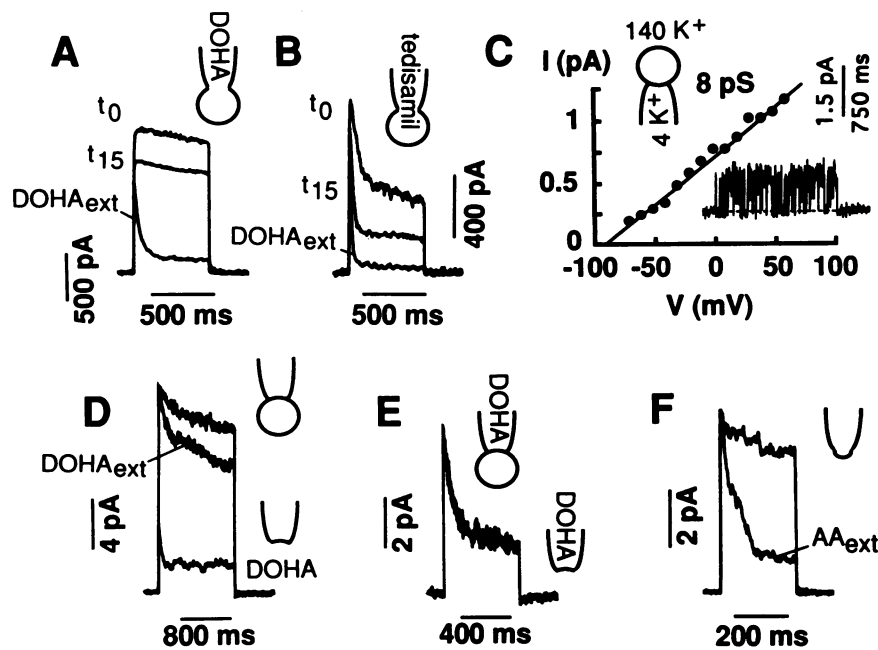 A
DOHA
t0
t15
DOHAext
500 pA
500 ms
B
tedisamil
t0
t15
DOHAext
400 pA
500 ms
C
I (pA)
140 K+
4 K+
8 pS
1.5 pA
750 ms
1
0.5
0
-100 -50 0 50 100
V (mV)
D
DOHAext
4 pA
DOHA
800 ms
E
DOHA
DOHA
2 pA
400 ms
F
2 pA
AAext
200 ms